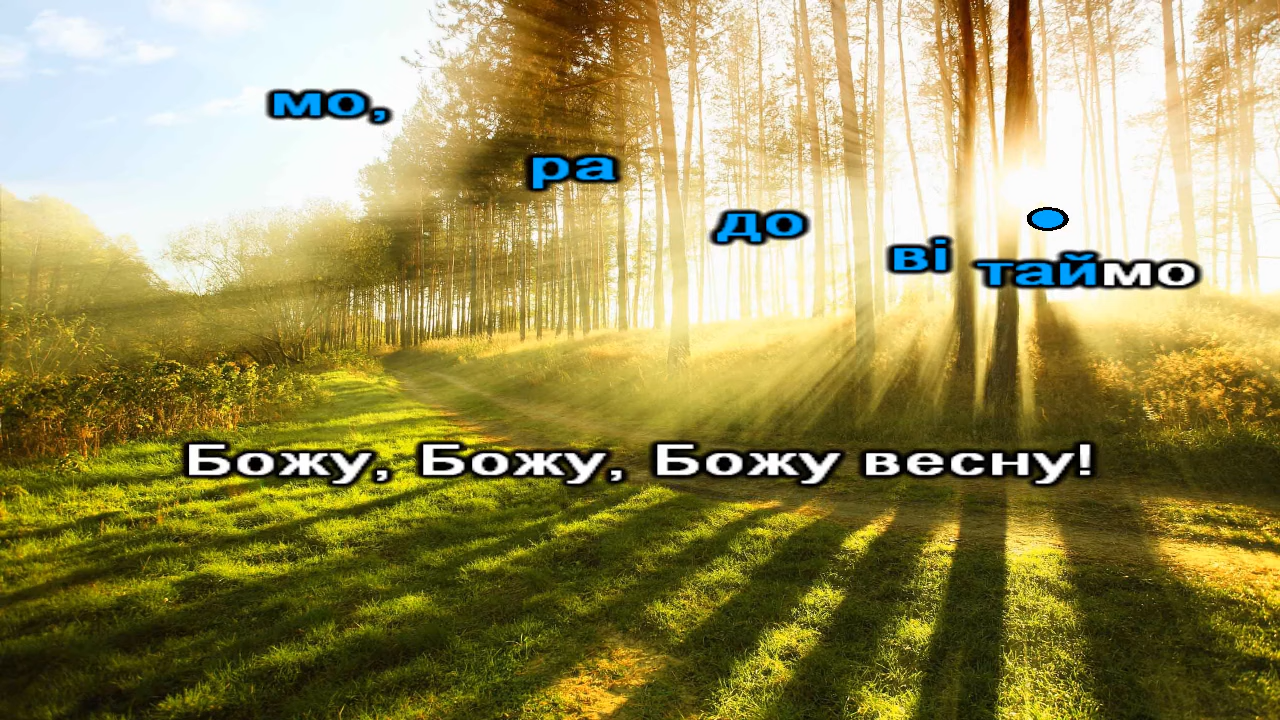 мо,
ра
до
ві таймо
Божу, Божу, Божу весну!